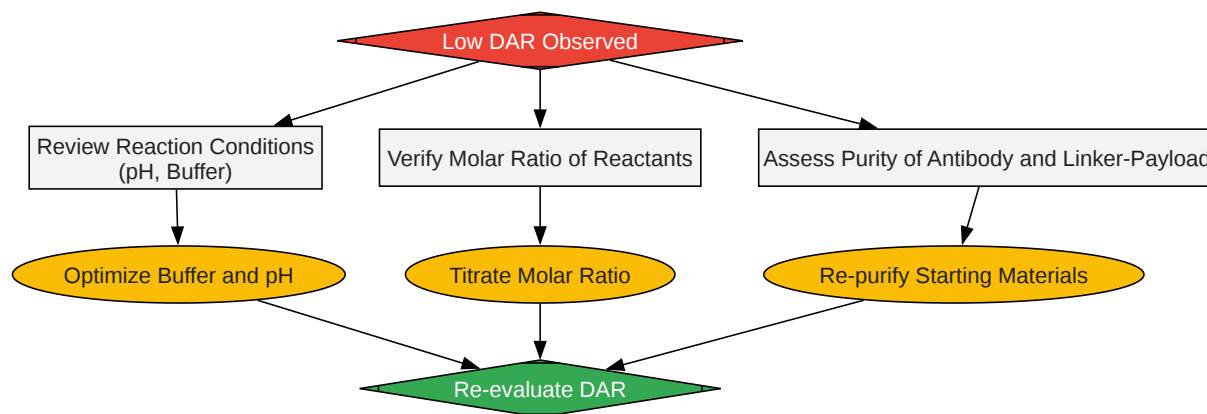 Low DAR Observed
Review Reaction Conditions
(pH, Buffer)
Verify Molar Ratio of Reactants
Assess Purity of Antibody and Linker-Payload
Optimize Buffer and pH
Titrate Molar Ratio
Re-purify Starting Materials
Re-evaluate DAR